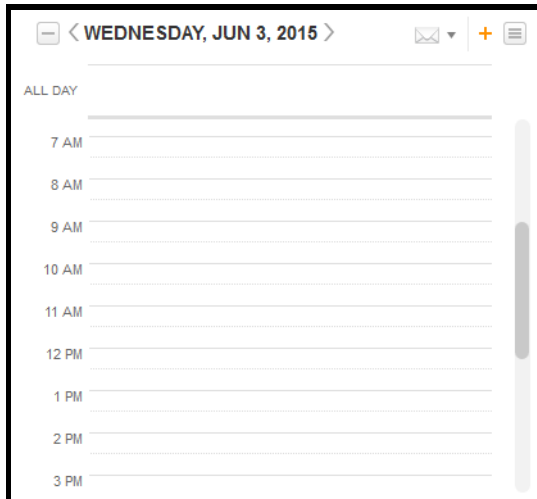 WEDNESDAY, JUN 3, 2015
ALL DAY
7 AM
8 AM
9 AM
10 AM
11 AM
12 PM
1 PM
2 PM
3 PM